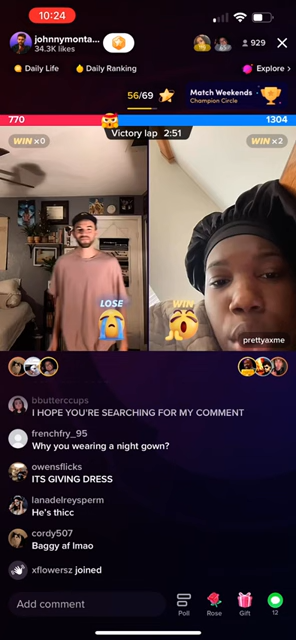 10:24
johnnymonta...
34.3K likes
929
Daily Life
Daily Ranking
Explore >
56/69
Match Weekends
Champion Circle
770
1304
Victory lap 2:51
WIN x0
WIN x2
LOSE
WIN
prettyaxme
bbutterccups
I HOPE YOU'RE SEARCHING FOR MY COMMENT
frenchfry_95
Why you wearing a night gown?
owensflicks
ITS GIVING DRESS
lanadelreysperm
He's thicc
cordy507
Baggy af lmao
xflowersz joined
Add comment
Poll
Rose
Gift
12